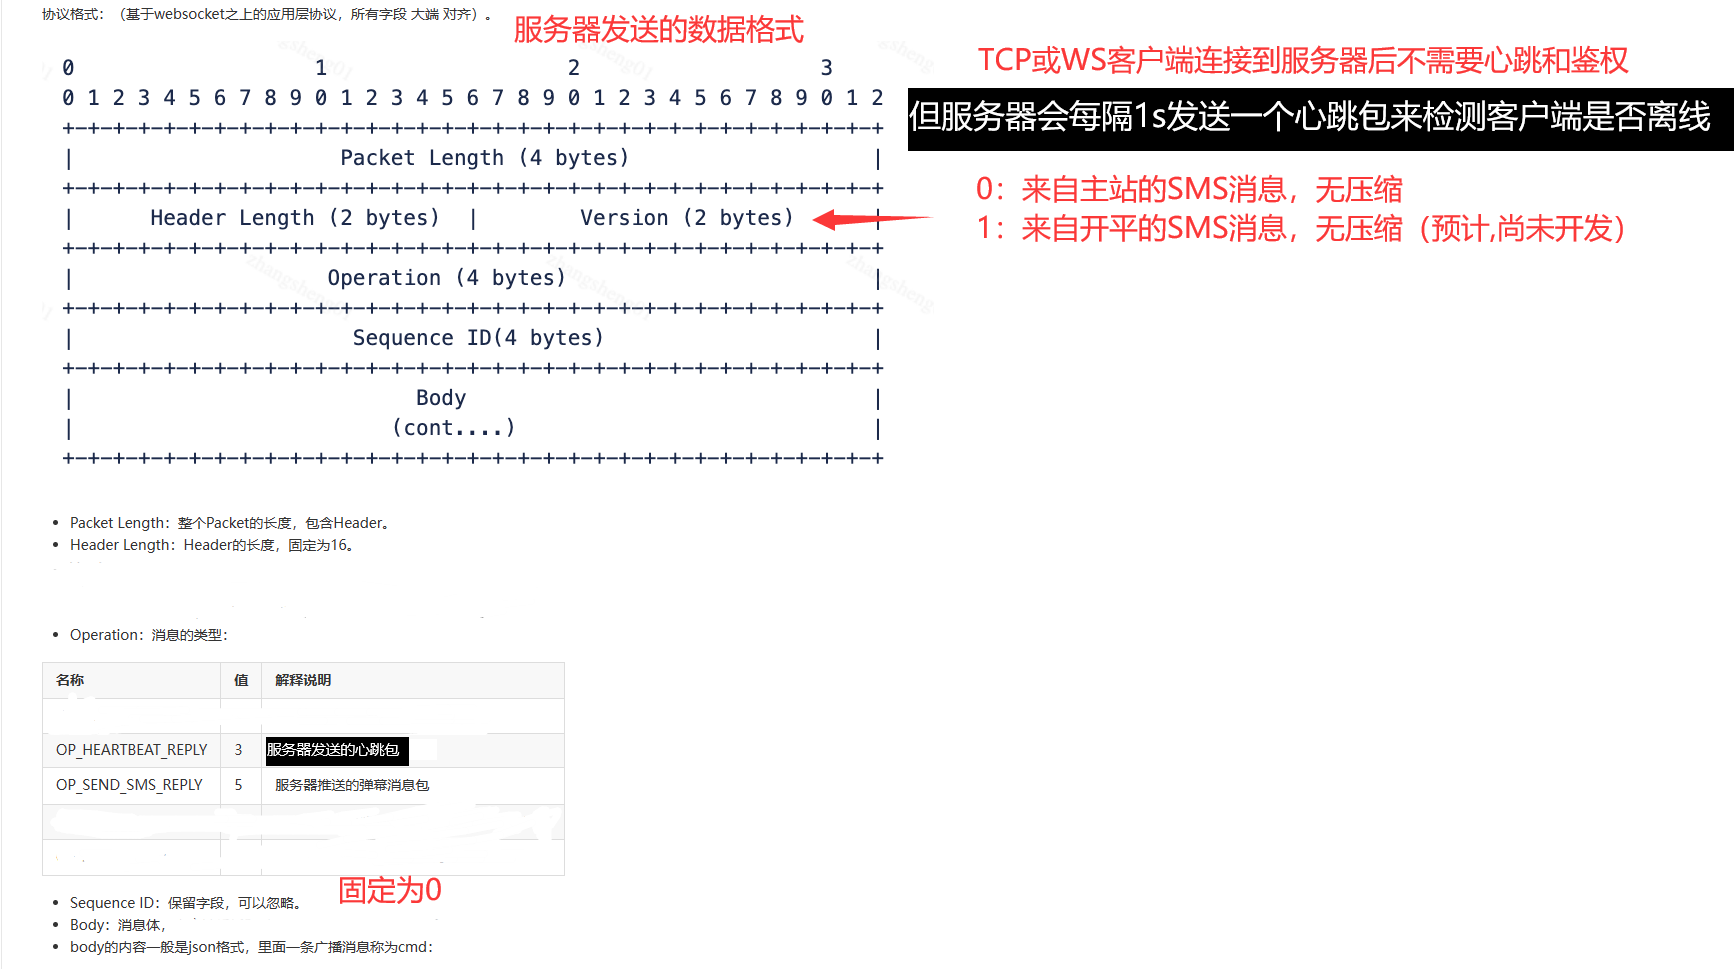 协议格式：（基于websocket之上的应用层协议，所有字段 大端 对齐）。
服务器发送的数据格式
TCP或WS客户端连接到服务器后不需要心跳和鉴权
但服务器会每隔1s发送一个心跳包来检测客户端是否离线
0 1 2 3
0 1 2 3 4 5 6 7 8 9 0 1 2 3 4 5 6 7 8 9 0 1 2 3 4 5 6 7 8 9 0 1 2
+-+-+-+-+-+-+-+-+-+-+-+-+-+-+-+-+-+-+-+-+-+-+-+-+-+-+-+-+-+-+-+-+-+
| Packet Length (4 bytes) |
+-+-+-+-+-+-+-+-+-+-+-+-+-+-+-+-+-+-+-+-+-+-+-+-+-+-+-+-+-+-+-+-+-+
| Header Length (2 bytes) | Version (2 bytes) |
0：来自主站的SMS消息，无压缩
1：来自开平的SMS消息，无压缩（预计,尚未开发）
+-+-+-+-+-+-+-+-+-+-+-+-+-+-+-+-+-+-+-+-+-+-+-+-+-+-+-+-+-+-+-+-+-+
| Operation (4 bytes) |
+-+-+-+-+-+-+-+-+-+-+-+-+-+-+-+-+-+-+-+-+-+-+-+-+-+-+-+-+-+-+-+-+-+
| Sequence ID(4 bytes) |
+-+-+-+-+-+-+-+-+-+-+-+-+-+-+-+-+-+-+-+-+-+-+-+-+-+-+-+-+-+-+-+-+-+
| Body |
| (cont....) |
+-+-+-+-+-+-+-+-+-+-+-+-+-+-+-+-+-+-+-+-+-+-+-+-+-+-+-+-+-+-+-+-+-+
• Packet Length：整个Packet的长度，包含Header。
• Header Length：Header的长度，固定为16。
• Operation：消息的类型：
名称 值 解释说明
OP_HEARTBEAT_REPLY 3 服务器发送的心跳包
OP_SEND_SMS_REPLY 5 服务器推送的弹幕消息包
固定为0
• Sequence ID：保留字段，可以忽略。
• Body：消息体，
• body的内容一般是json格式，里面一条广播消息称为cmd：